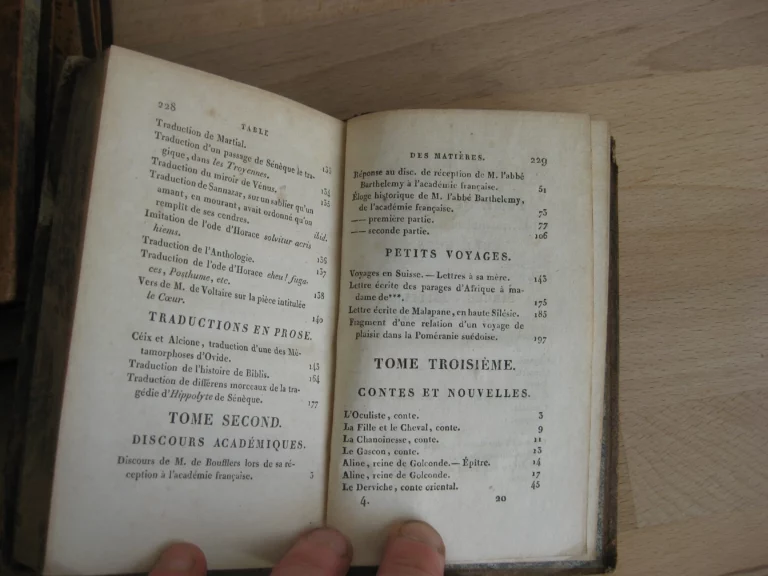 228
TABLE
Traduction de Martial.
Traduction d'un passage de Sénèque le tra-
gique, dans les Troyennes. 134
Traduction du miroir de Vénus. 135
Traduction de Sannazar, sur un sablier qu'un
amant, en mourant, avait ordonné qu'on
remplit de ses cendres. ibid.
Imitation de l'ode d'Horace solvitur acris
hiems. 136
Traduction de l'Anthologie. 137
Traduction de l'ode d'Horace eheu! fuga-
ces, Posthume, etc. 138
Vers de M. de Voltaire sur la pièce intitulée
le Cœur. 140
TRADUCTIONS EN PROSE.
Céix et Alcione, traduction d'une des Mé-
tamorphoses d'Ovide. 145
Traduction de l'histoire de Biblis. 164
Traduction de différens morceaux de la tra-
gédie d'Hippolyte de Sénèque. 177
TOME SECOND.
DISCOURS ACADÉMIQUES.
Discours de M. de Boufflers lors de sa ré-
ception à l'académie française. 3
DES MATIÈRES. 229
Réponse au disc. de réception de M. l'abbé
Barthelemy à l'académie française. 51
Éloge historique de M. l'abbé Barthelemy,
de l'académie française. 73
— première partie. 77
— seconde partie. 106
PETITS VOYAGES.
Voyages en Suisse. — Lettres à sa mère. 143
Lettre écrite des parages d'Afrique à ma-
dame de***. 175
Lettre écrite de Malapane, en haute Silésie. 185
Fragment d'une relation d'un voyage de
plaisir dans la Poméranie suédoise. 197
TOME TROISIÈME.
CONTES ET NOUVELLES.
L'Oculiste, conte. 3
La Fille et le Cheval, conte. 9
La Chanoinesse, conte. 11
Le Gascon, conte. 13
Aline, reine de Golconde. — Épître. 14
Aline, reine de Golconde. 17
Le Derviche, conte oriental. 45
4. 20